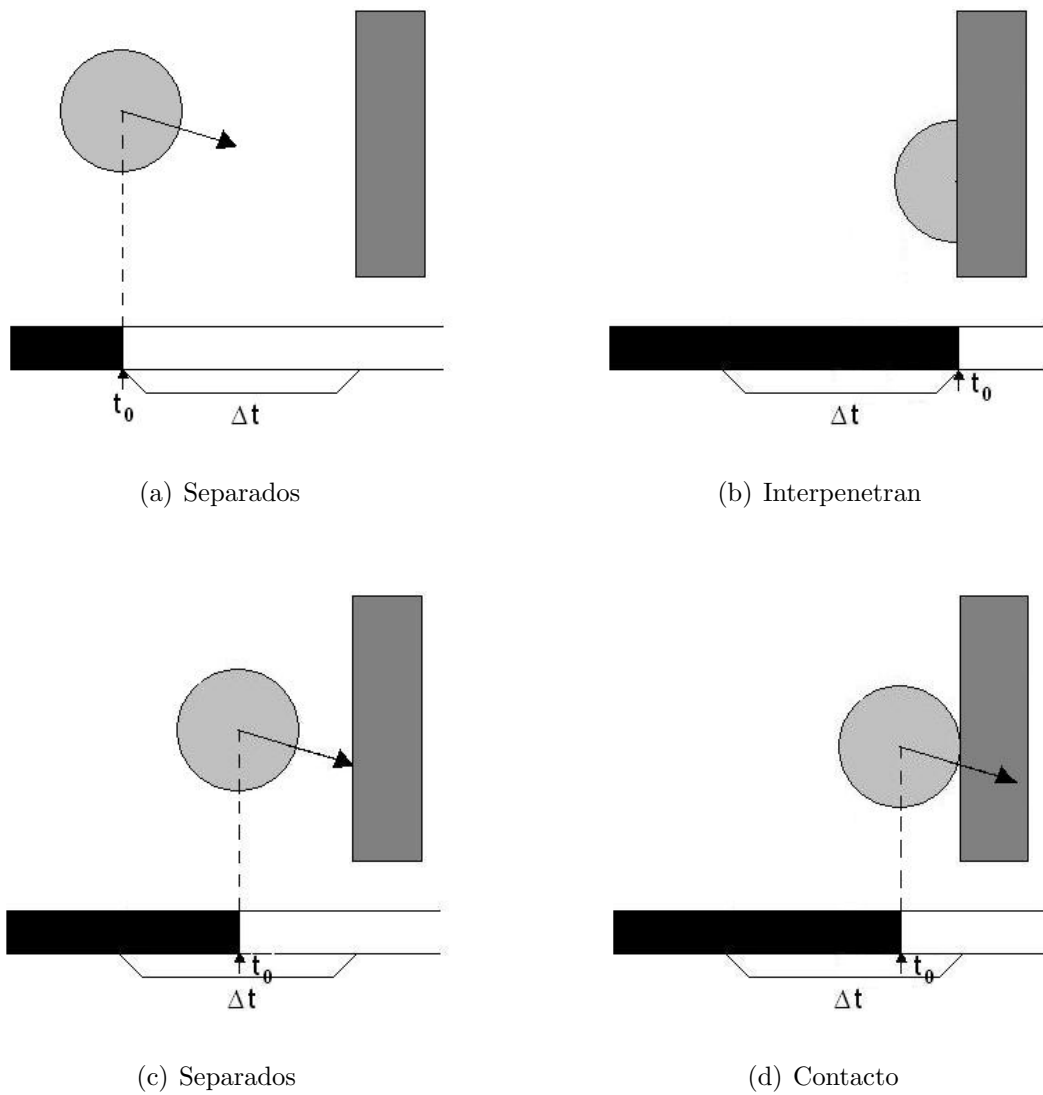 t0
Δt
t0
Δt
(a) Separados
(b) Interpenetran
t0
Δt
t0
Δt
(c) Separados
(d) Contacto